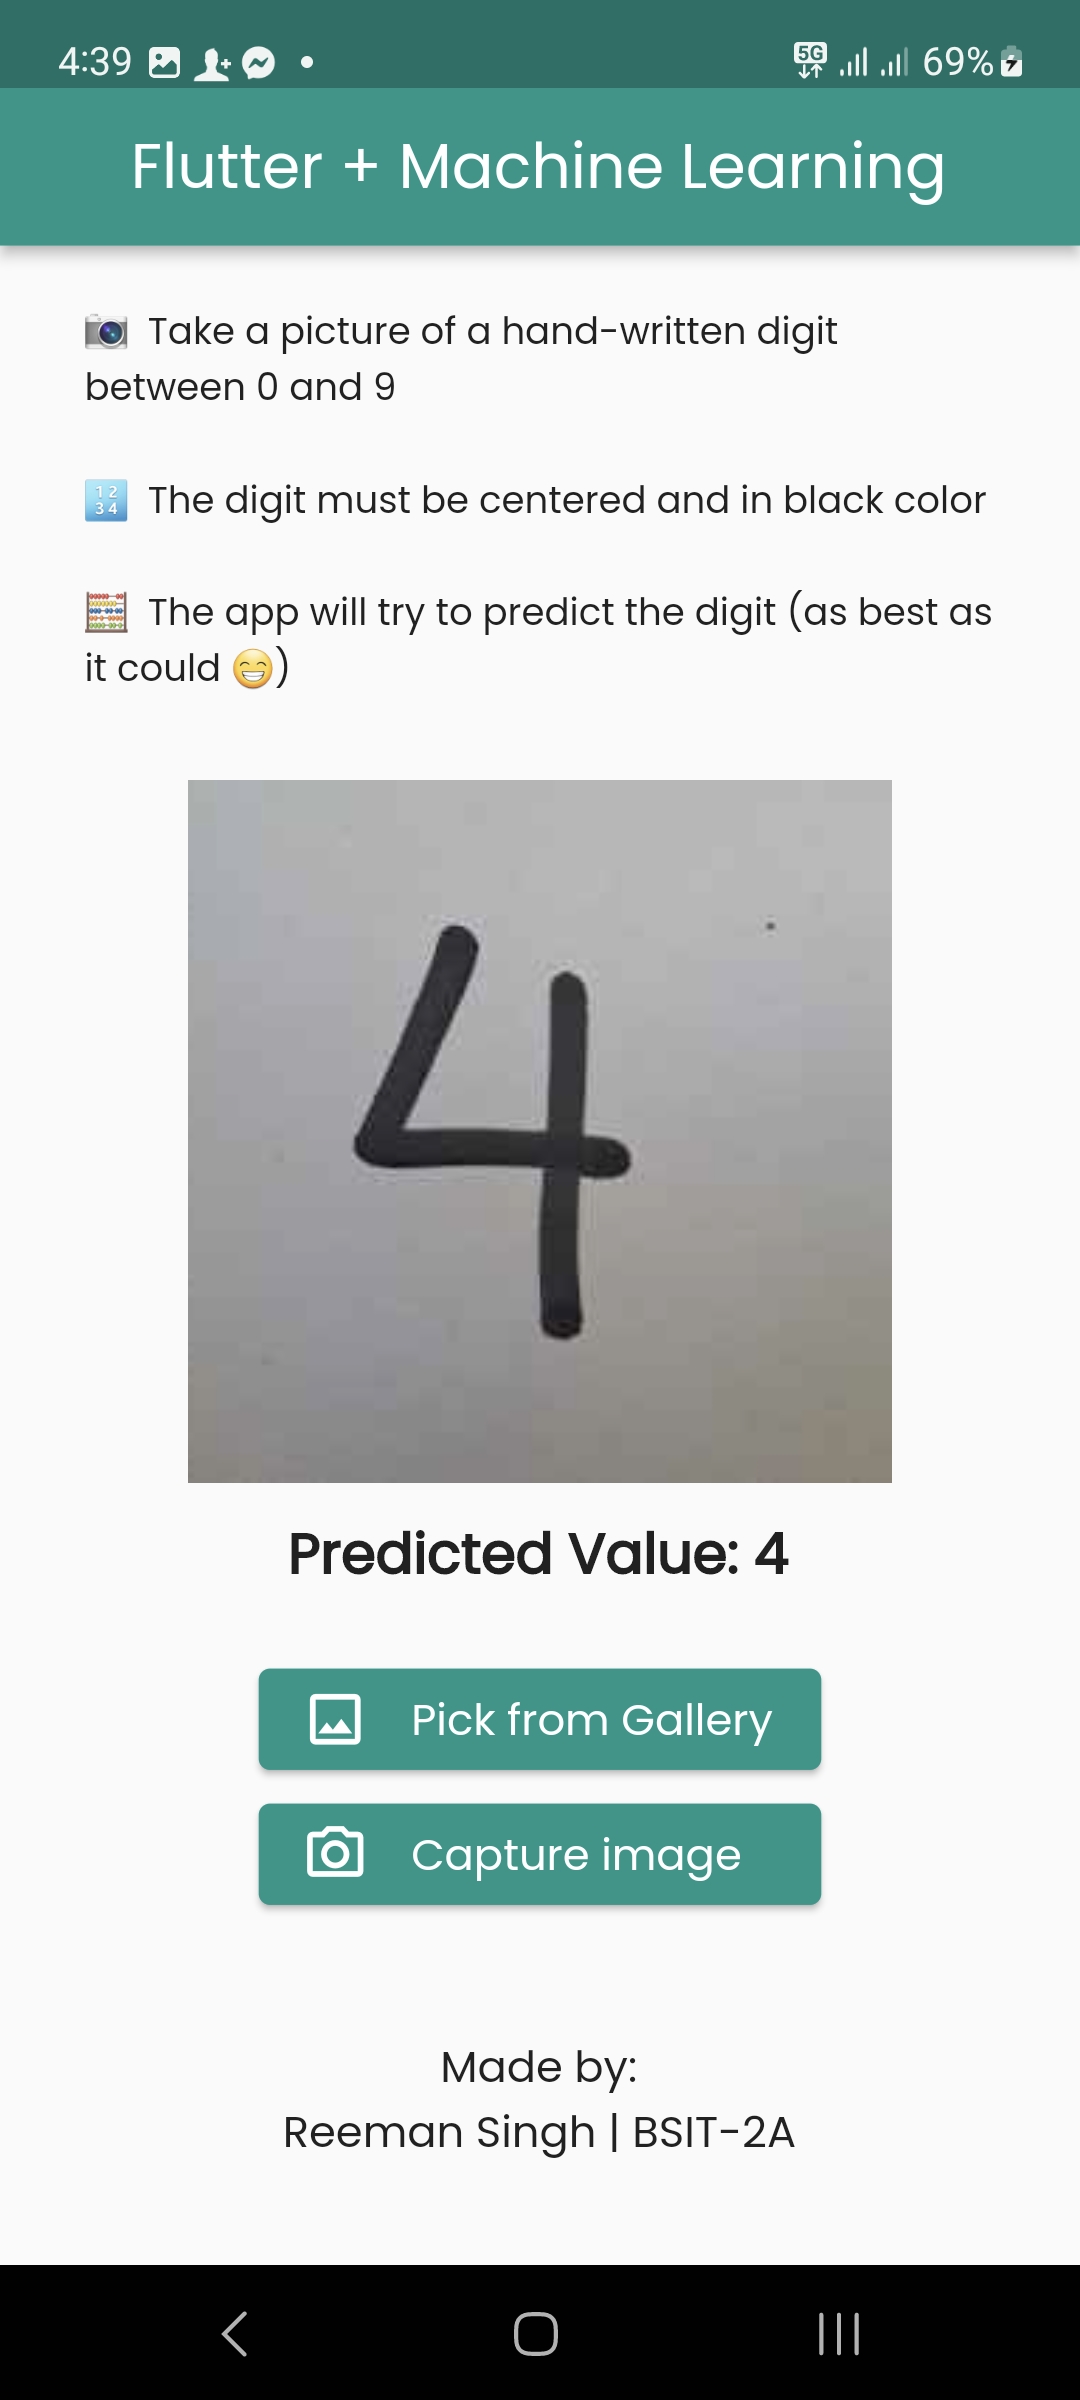 4:39 69%
Flutter + Machine Learning
📷 Take a picture of a hand-written digit
between 0 and 9
🔢 The digit must be centered and in black color
🧮 The app will try to predict the digit (as best as
it could 😁)
4
Predicted Value: 4
Pick from Gallery
Capture image
Made by:
Reeman Singh | BSIT-2A